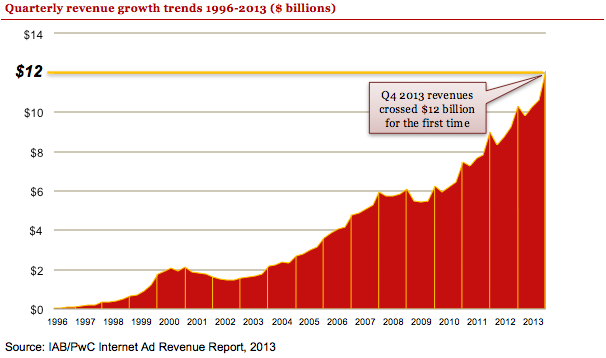 Quarterly revenue growth trends 1996-2013 ($ billions)
$14
$12
Q4 2013 revenues
crossed $12 billion
for the first time
$10
$8
$6
$4
$2
$0
1996 1997 1998 1999 2000 2001 2002 2003 2004 2005 2006 2007 2008 2009 2010 2011 2012 2013
Source: IAB/PwC Internet Ad Revenue Report, 2013